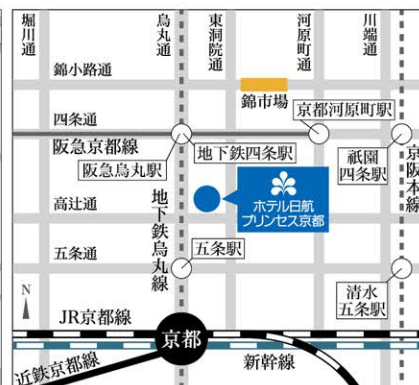 堀川通
烏丸通
東洞院通
河原町通
川端通
錦小路通
錦市場
京都河原町駅
四条通
阪急京都線
地下鉄四条駅
阪急烏丸駅
祇園
四条駅
京阪本線
ホテル日航
プリンセス京都
高辻通
地下鉄烏丸線
五条通
五条駅
清水
五条駅
N
JR京都線
京都
新幹線
近鉄京都線